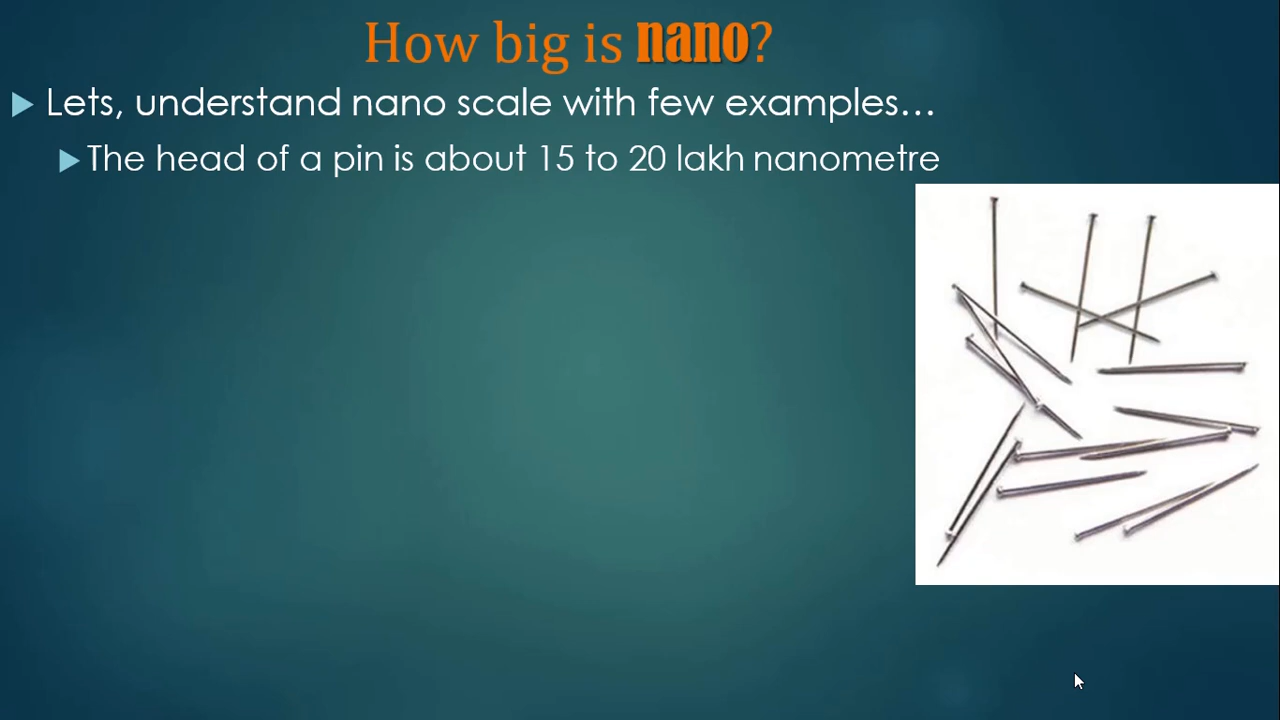 How big is nano?
Lets, understand nano scale with few examples…
The head of a pin is about 15 to 20 lakh nanometre